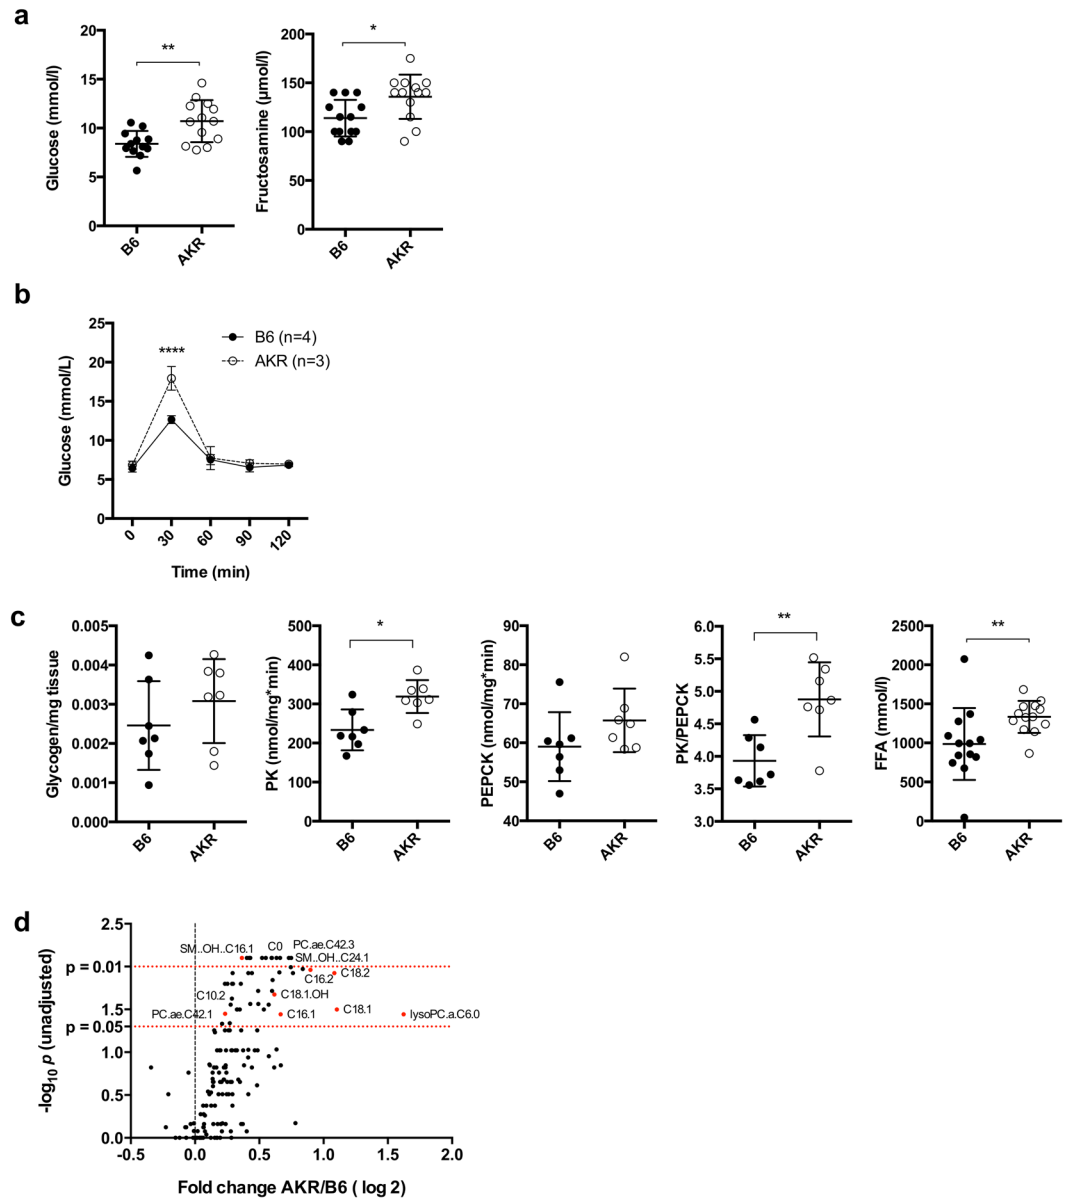 a
Glucose (mmol/l)
20
15
10
5
0
**
B6
AKR
Fructosamine (µmol/l)
200
150
100
50
0
*
B6
AKR
b
Glucose (mmol/L)
25
20
15
10
5
0
****
B6 (n=4)
AKR (n=3)
0
30
60
90
120
Time (min)
c
Glycogen/mg tissue
0.005
0.004
0.003
0.002
0.001
0.000
B6
AKR
PK (nmol/mg*min)
500
400
300
200
100
0
*
B6
AKR
PEPCK (nmol/mg*min)
90
80
70
60
50
40
B6
AKR
PK/PEPCK
6.0
5.5
5.0
4.5
4.0
3.5
3.0
**
B6
AKR
FFA (mmol/l)
2500
2000
1500
1000
500
0
**
B6
AKR
d
-log10 p (unadjusted)
2.5
p = 0.01
1.5
p = 0.05
1.0
0.5
0.0
SM..OH..C16.1
C0
PC.ae.C42.3
SM..OH..C24.1
C16.2
C18.2
C10.2
C18.1.OH
PC.ae.C42.1
C16.1
C18.1
lysoPC.a.C6.0
-0.5
0.0
0.5
1.0
1.5
2.0
Fold change AKR/B6 ( log 2)